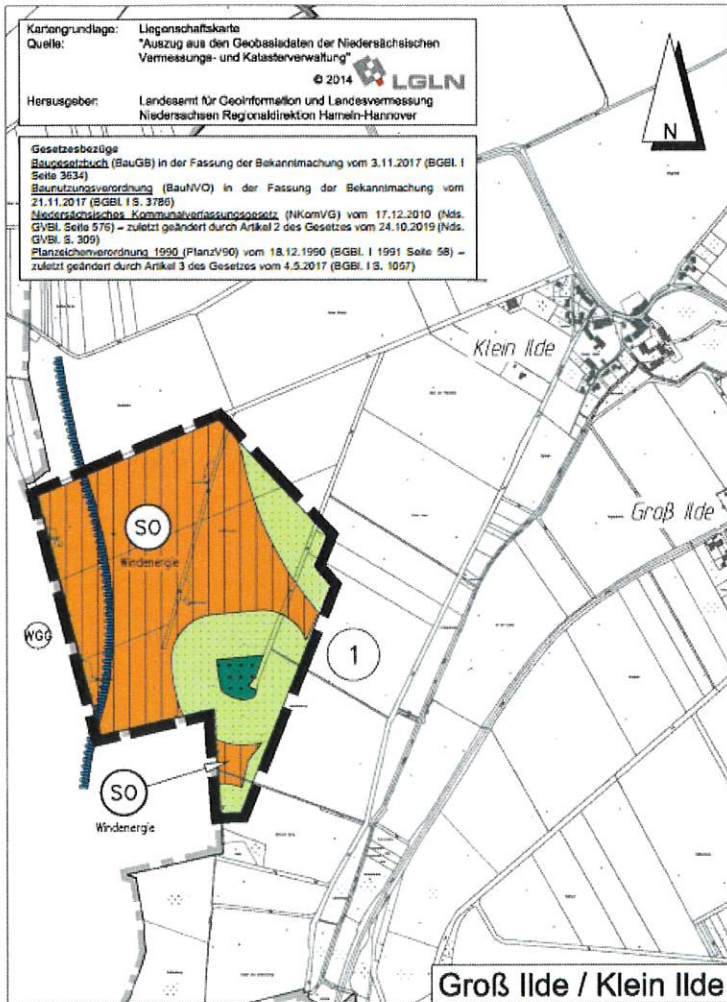 Kartengrundlage: Liegenschaftskarte
Quelle: "Auszug aus den Geobasisdaten der Niedersächsischen
Vermessungs- und Katasterverwaltung"
© 2014 LGLN
Herausgeber: Landesamt für Geoinformation und Landesvermessung
Niedersachsen Regionaldirektion Hameln-Hannover
N
Gesetzesbezüge
Baugesetzbuch (BauGB) in der Fassung der Bekanntmachung vom 3.11.2017 (BGBl. I
Seite 3634)
Baunutzungsverordnung (BauNVO) in der Fassung der Bekanntmachung vom
21.11.2017 (BGBl. I S. 3786)
Niedersächsisches Kommunalverfassungsgesetz (NKomVG) vom 17.12.2010 (Nds.
GVBl. Seite 576) – zuletzt geändert durch Artikel 2 des Gesetzes vom 24.10.2019 (Nds.
GVBl. S. 309)
Planzeichenverordnung 1990 (PlanzV90) vom 18.12.1990 (BGBl. I 1991 Seite 58) –
zuletzt geändert durch Artikel 3 des Gesetzes vom 4.5.2017 (BGBl. I S. 1057)
Klein Ilde
Groß Ilde
SO
Windenergie
WGG
1
SO
Windenergie
Groß Ilde / Klein Ilde